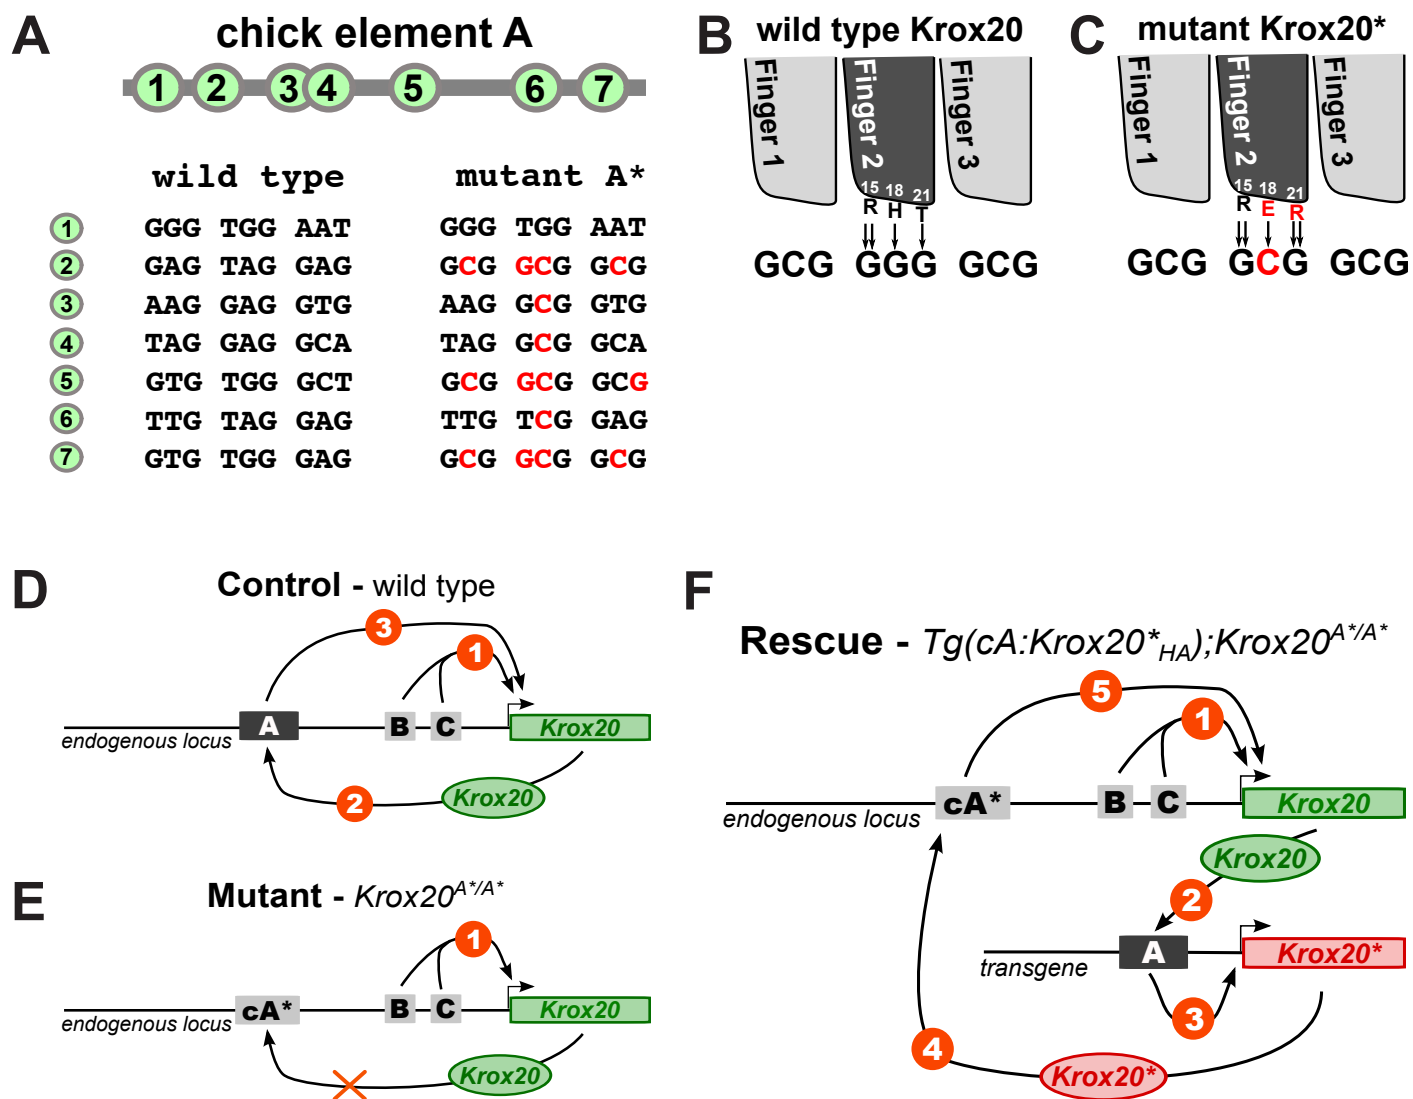 A
chick element A
1 2 3 4 5 6 7
wild type mutant A*
1 GGG TGG AAT GGG TGG AAT
2 GAG TAG GAG GCG GCG GCG
3 AAG GAG GTG AAG GCG GTG
4 TAG GAG GCA TAG GCG GCA
5 GTG TGG GCT GCG GCG GCG
6 TTG TAG GAG TTG TCG GAG
7 GTG TGG GAG GCG GCG GCG
B wild type Krox20
Finger 1
Finger 2
Finger 3
15 18 21
R H T
GCG GGG GCG
C mutant Krox20*
Finger 1
Finger 2
Finger 3
15 18 21
R E R
GCG GCG GCG
D
Control - wild type
3
1
A B C Krox20
endogenous locus
2 Krox20
E
Mutant - Krox20A*/A*
1
cA* B C Krox20
endogenous locus
Krox20
F
Rescue - Tg(cA:Krox20*HA);Krox20A*/A*
5
1
cA* B C Krox20
endogenous locus
Krox20
2
A Krox20*
transgene
3
4
Krox20*